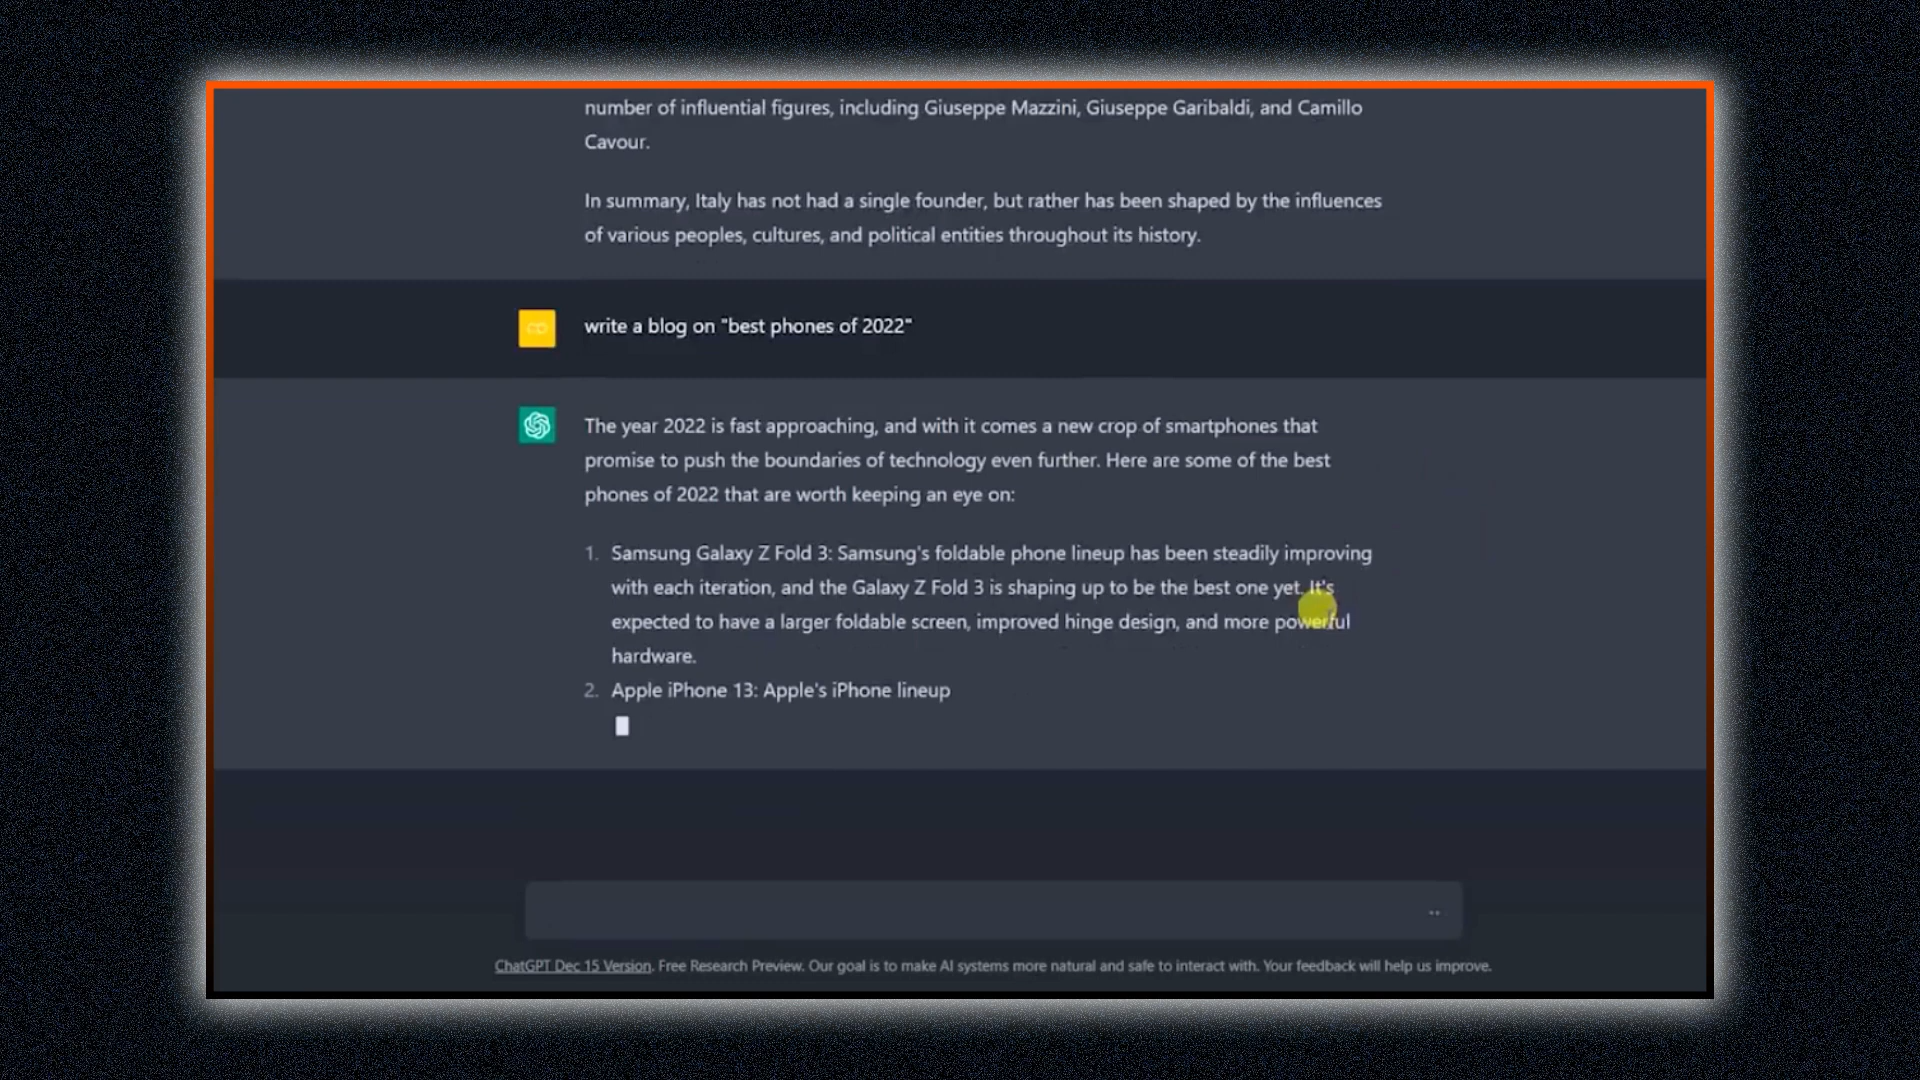 number of influential figures, including Giuseppe Mazzini, Giuseppe Garibaldi, and Camillo
Cavour.
In summary, Italy has not had a single founder, but rather has been shaped by the influences
of various peoples, cultures, and political entities throughout its history.
write a blog on "best phones of 2022"
The year 2022 is fast approaching, and with it comes a new crop of smartphones that
promise to push the boundaries of technology even further. Here are some of the best
phones of 2022 that are worth keeping an eye on:
1. Samsung Galaxy Z Fold 3: Samsung's foldable phone lineup has been steadily improving
with each iteration, and the Galaxy Z Fold 3 is shaping up to be the best one yet. It's
expected to have a larger foldable screen, improved hinge design, and more powerful
hardware.
2. Apple iPhone 13: Apple's iPhone lineup
ChatGPT Dec 15 Version. Free Research Preview. Our goal is to make AI systems more natural and safe to interact with. Your feedback will help us improve.